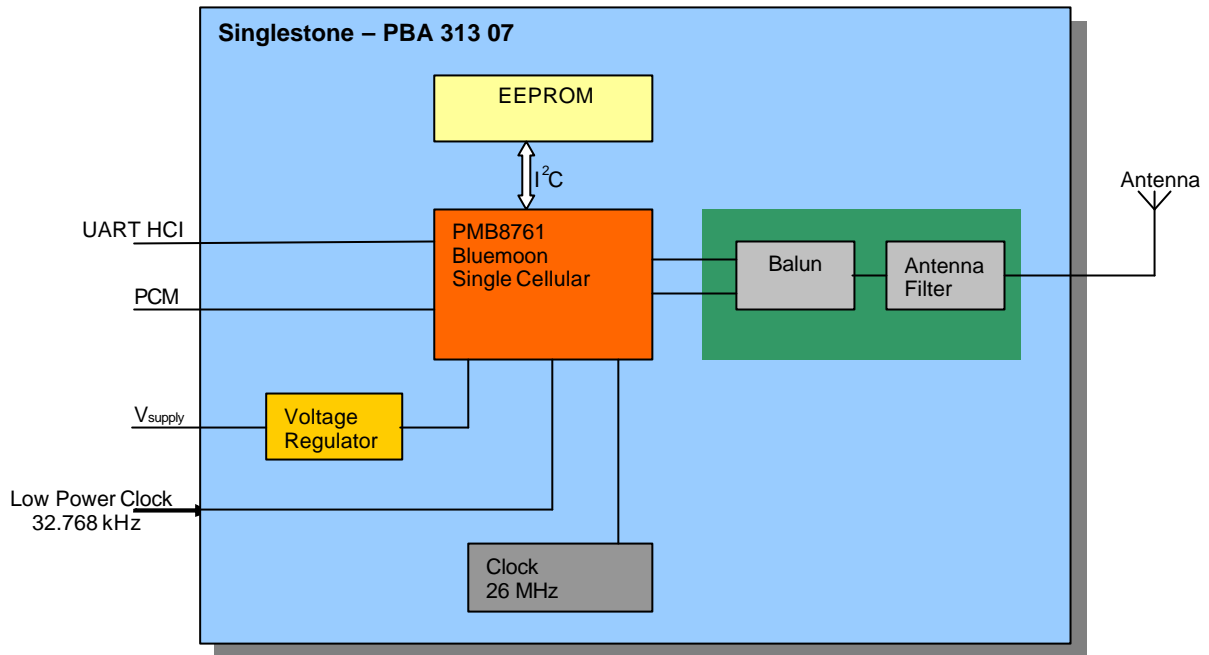 Singlestone – PBA 313 07
EEPROM
I²C
Antenna
UART HCI
PMB8761
Bluemoon
Single Cellular
Balun
Antenna
Filter
PCM
Vsupply
Voltage
Regulator
Low Power Clock
32.768 kHz
Clock
26 MHz